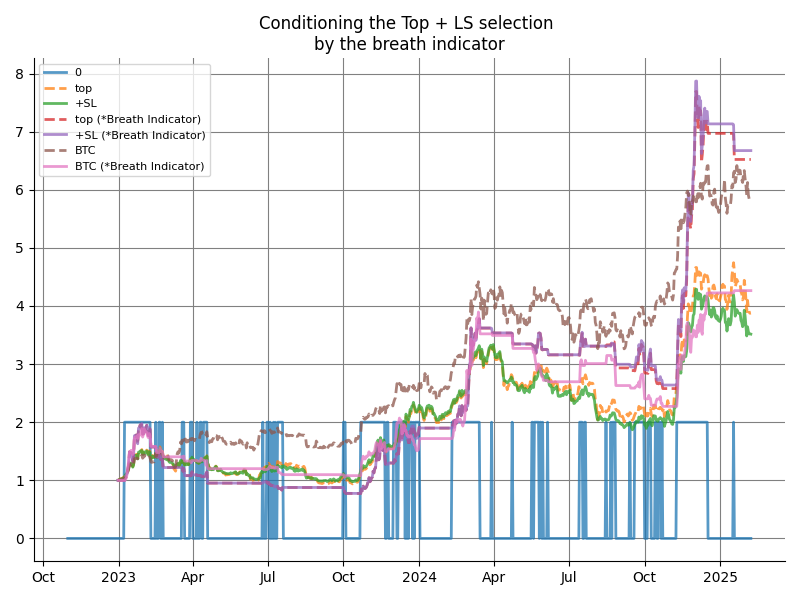 Conditioning the Top + LS selection
by the breath indicator
0
top
+SL
top (*Breath Indicator)
+SL (*Breath Indicator)
BTC
BTC (*Breath Indicator)
8
7
6
5
4
3
2
1
0
Oct
2023
Apr
Jul
Oct
2024
Apr
Jul
Oct
2025